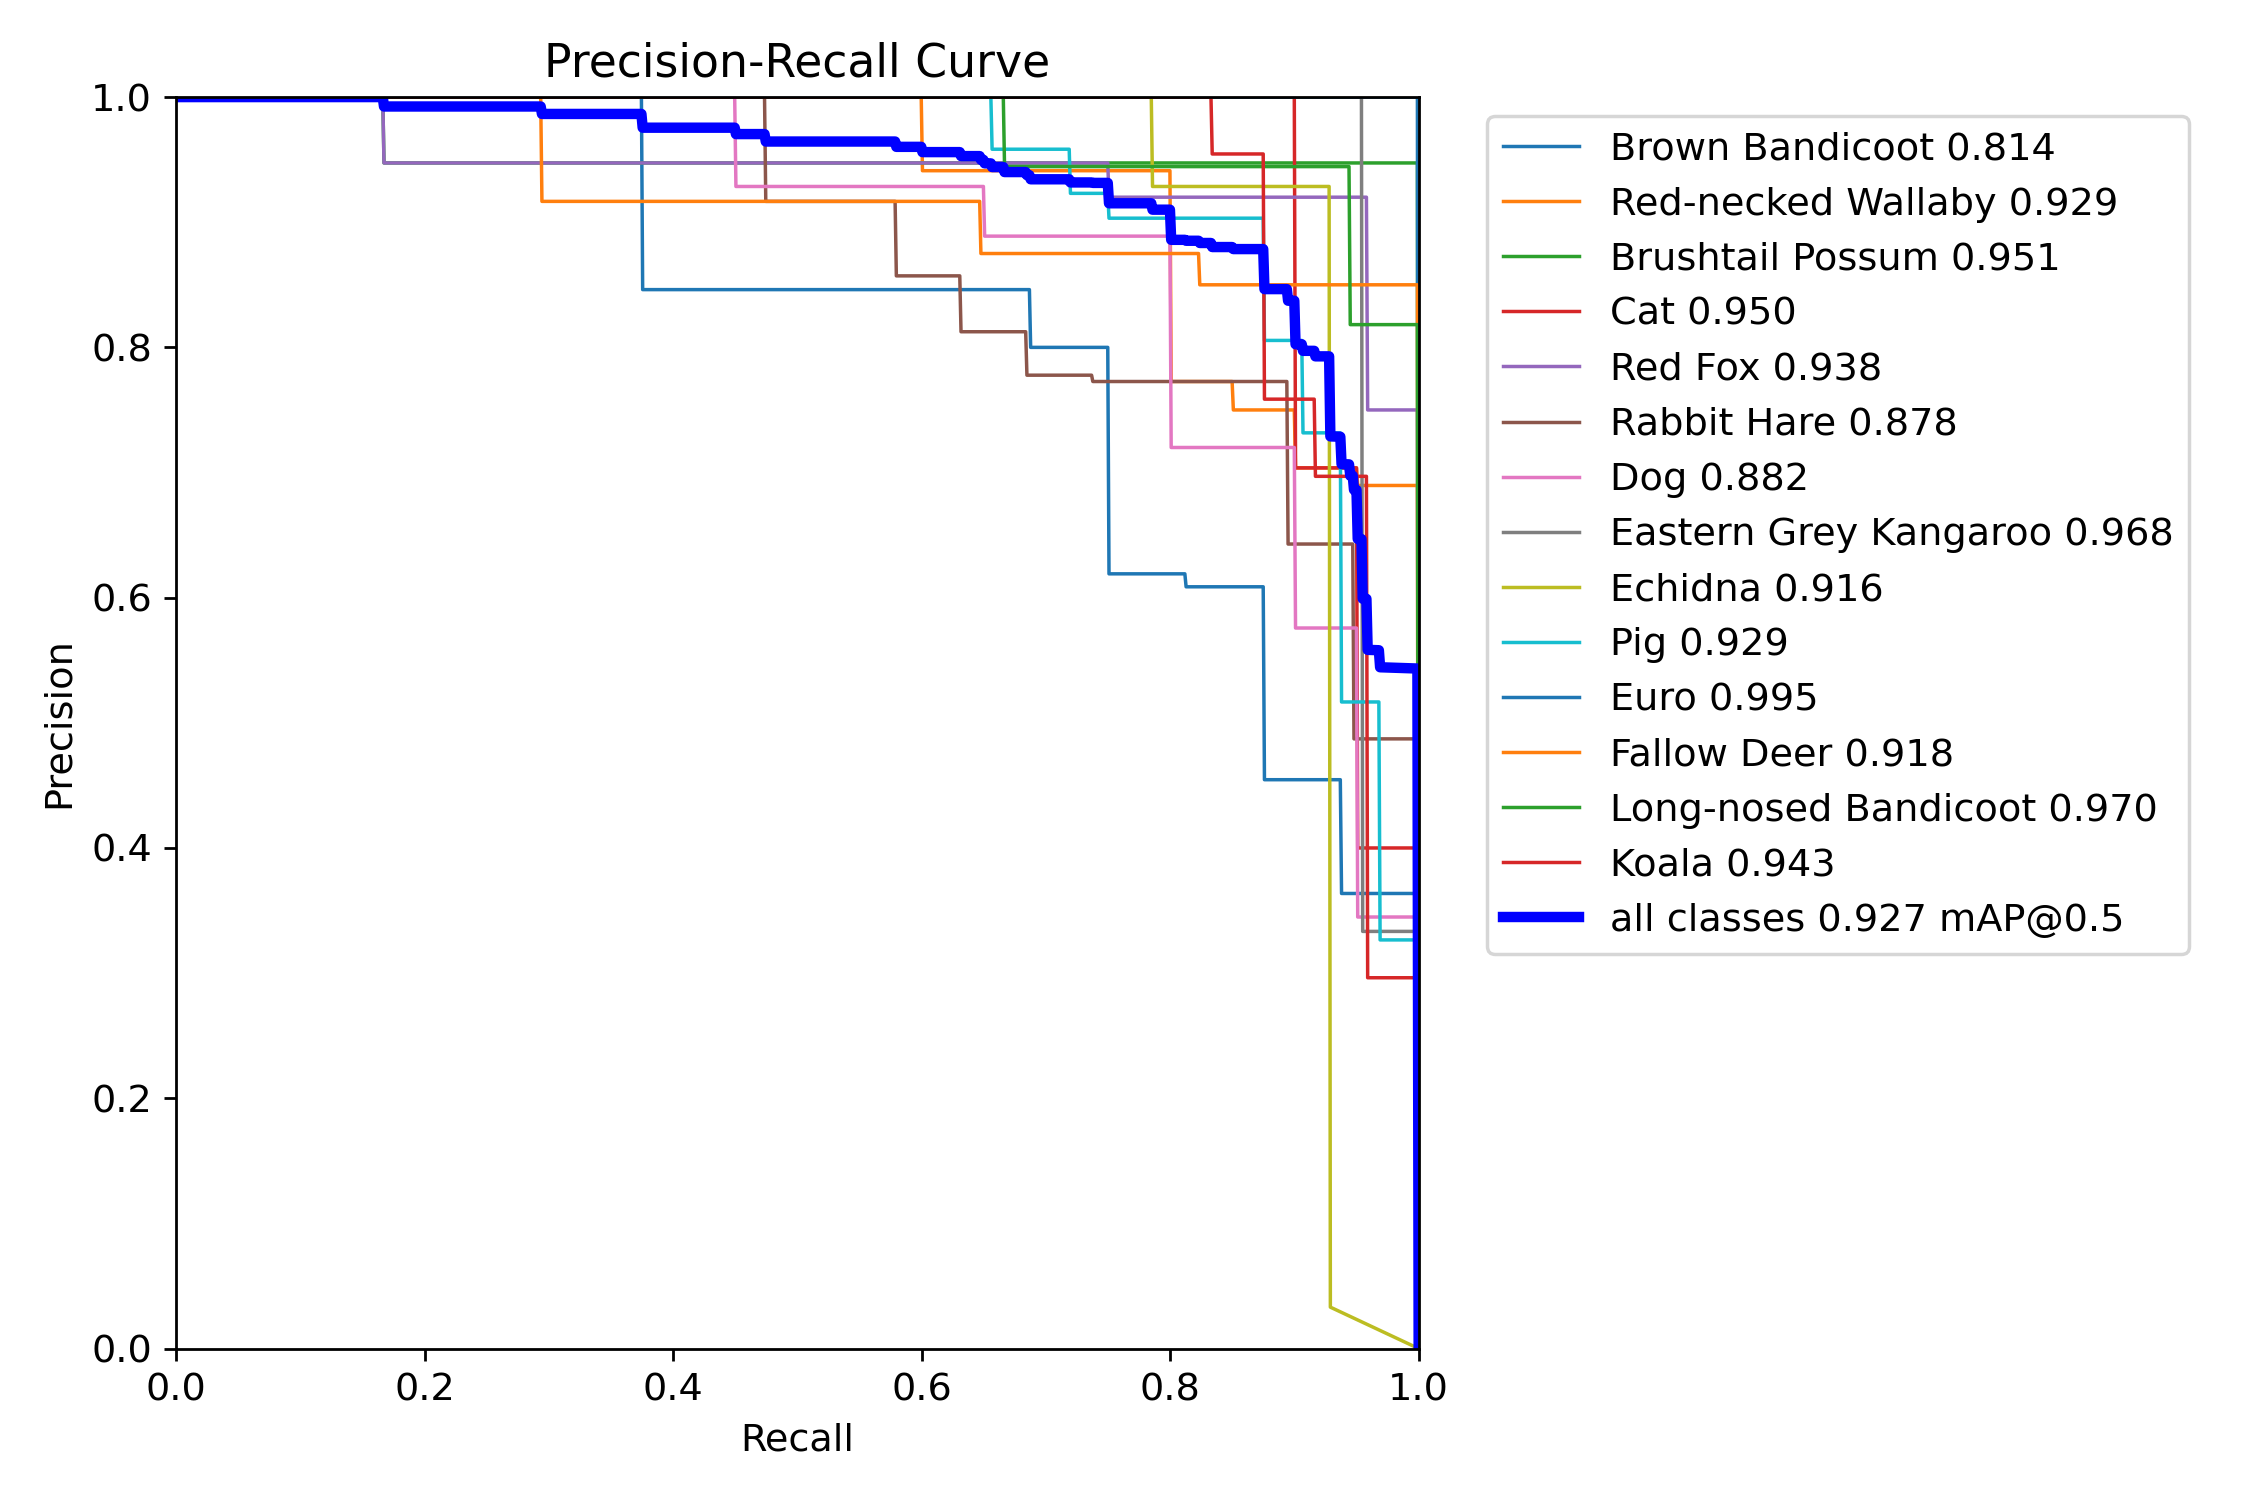 Precision-Recall Curve
1.0
0.8
0.6
0.4
0.2
0.0
Precision
0.0 0.2 0.4 0.6 0.8 1.0
Recall
Brown Bandicoot 0.814
Red-necked Wallaby 0.929
Brushtail Possum 0.951
Cat 0.950
Red Fox 0.938
Rabbit Hare 0.878
Dog 0.882
Eastern Grey Kangaroo 0.968
Echidna 0.916
Pig 0.929
Euro 0.995
Fallow Deer 0.918
Long-nosed Bandicoot 0.970
Koala 0.943
all classes 0.927 mAP@0.5